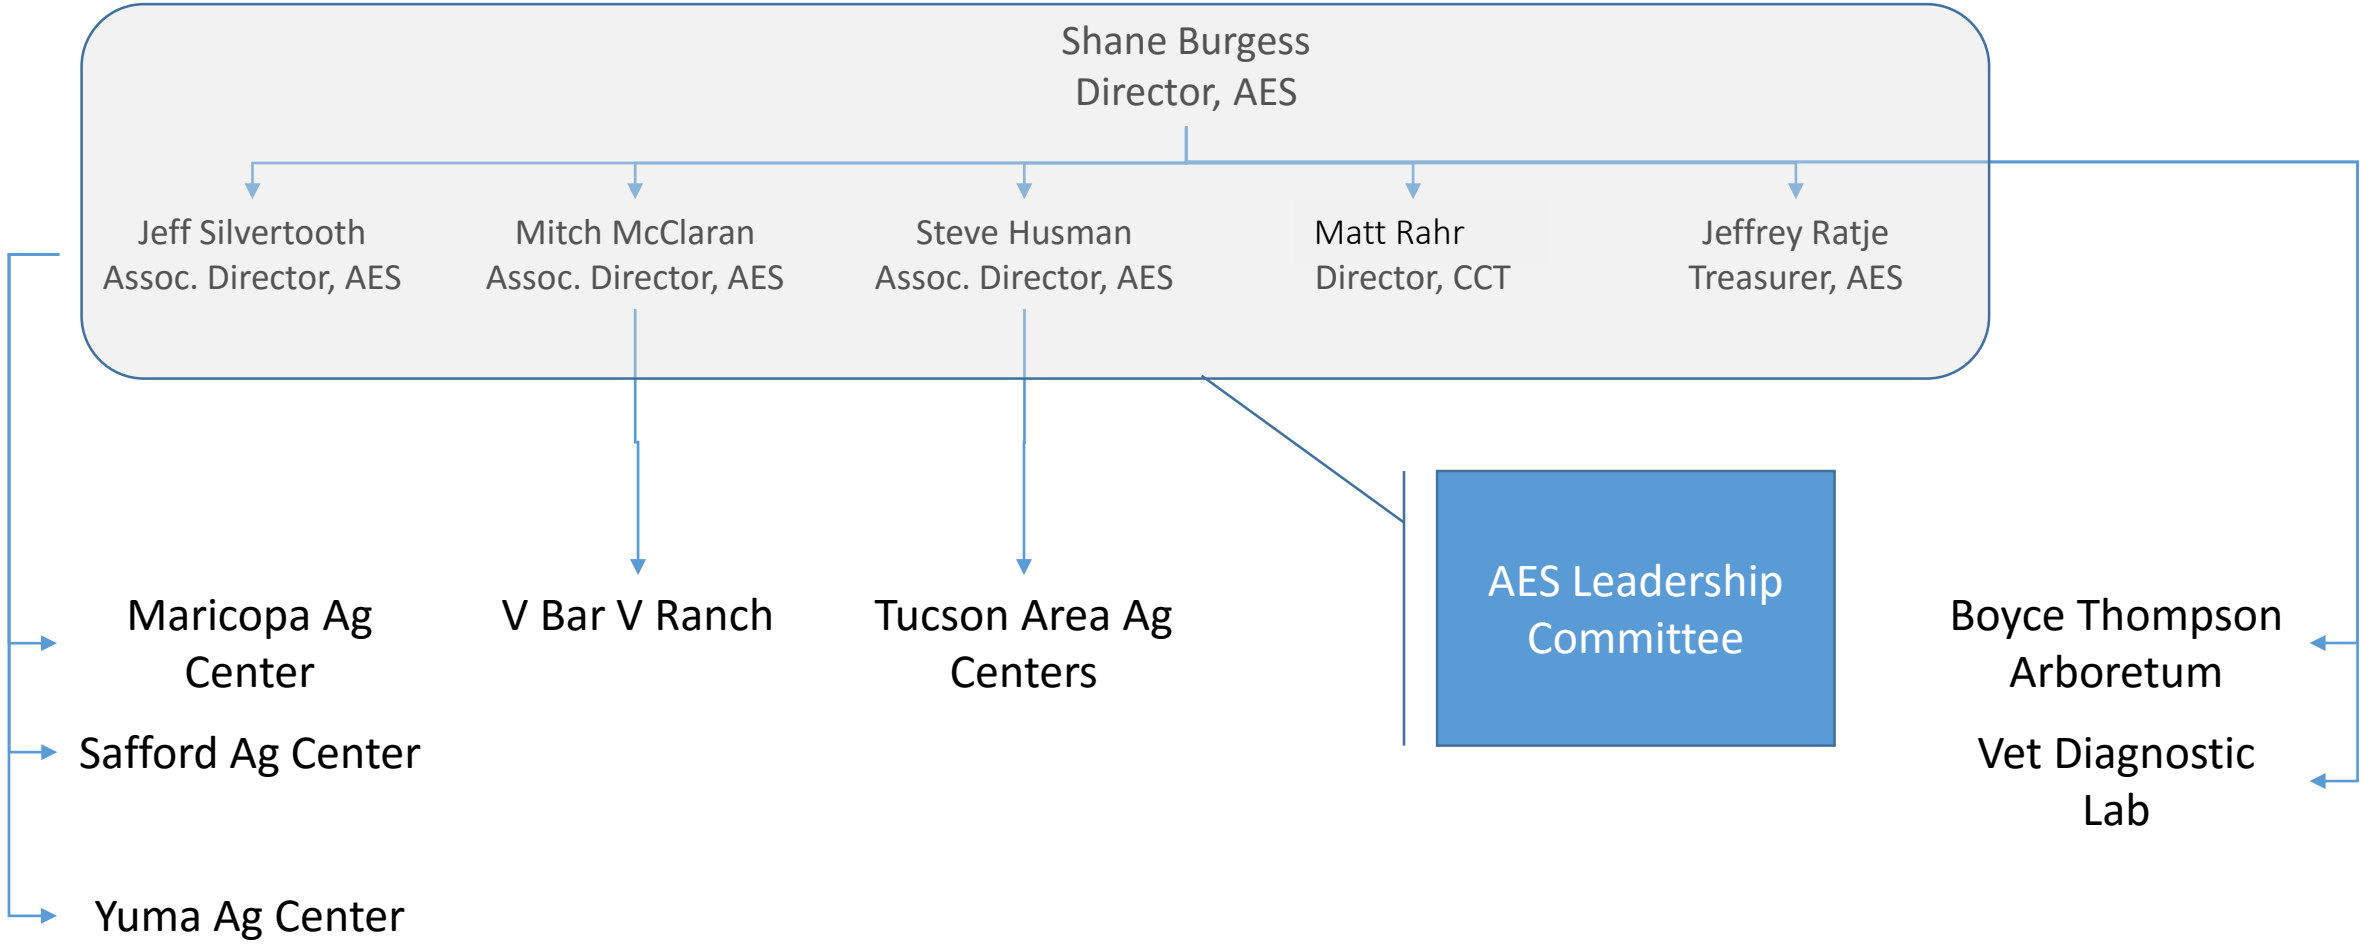 Shane Burgess
Director, AES
Jeff Silvertooth
Assoc. Director, AES
Mitch McClaran
Assoc. Director, AES
Steve Husman
Assoc. Director, AES
Matt Rahr
Director, CCT
Jeffrey Ratje
Treasurer, AES
Maricopa Ag
Center
Safford Ag Center
Yuma Ag Center
V Bar V Ranch
Tucson Area Ag
Centers
AES Leadership
Committee
Boyce Thompson
Arboretum
Vet Diagnostic
Lab